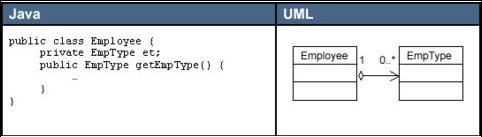 Java
UML
public class Employee {
private EmpType et;
public EmpType getEmpType() {
…
}
}
Employee
1
0..*
EmpType